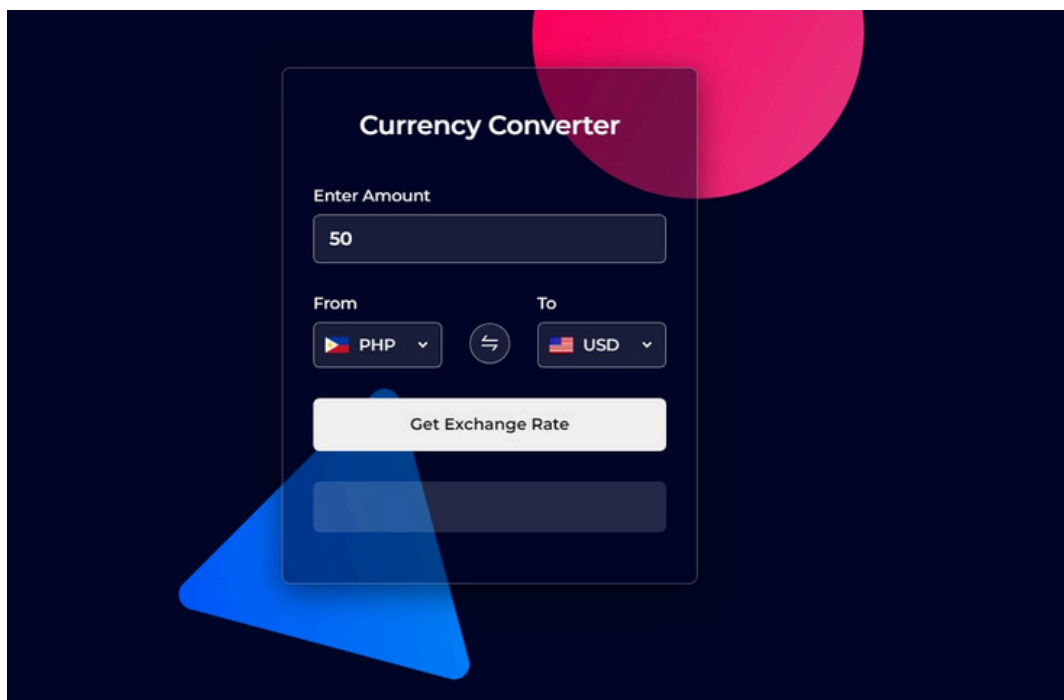 Currency Converter
Enter Amount
50
From To
PHP USD
Get Exchange Rate